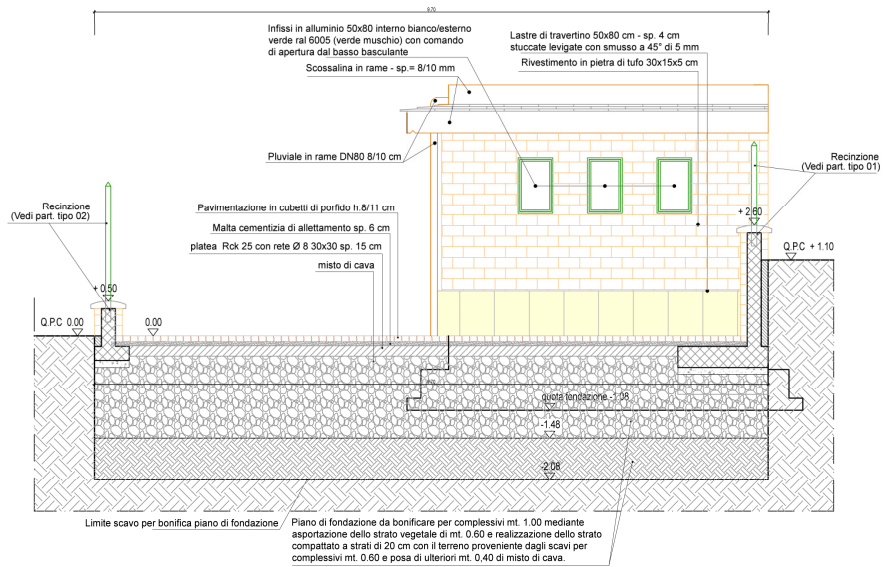 9.70
Infissi in alluminio 50x80 interno bianco/esterno
verde ral 6005 (verde muschio) con comando
di apertura dal basso basculante
Scossalina in rame - sp.= 8/10 mm
Lastre di travertino 50x80 cm - sp. 4 cm
stuccate levigate con smusso a 45° di 5 mm
Rivestimento in pietra di tufo 30x15x5 cm
Pluviale in rame DN80 8/10 cm
Recinzione
(Vedi part. tipo 01)
Recinzione
(Vedi part. tipo 02)
Pavimentazione in cubetti di porfido h.8/11 cm
Malta cementizia di allettamento sp. 6 cm
platea Rck 25 con rete Ø 8 30x30 sp. 15 cm
misto di cava
+ 2.60
Q.P.C + 1.10
+ 0.50
Q.P.C 0.00
0.00
quota fondazione -1.08
-1.48
-2.08
Limite scavo per bonifica piano di fondazione
Piano di fondazione da bonificare per complessivi mt. 1.00 mediante
asportazione dello strato vegetale di mt. 0.60 e realizzazione dello strato
compattato a strati di 20 cm con il terreno proveniente dagli scavi per
complessivi mt. 0.60 e posa di ulteriori mt. 0,40 di misto di cava.